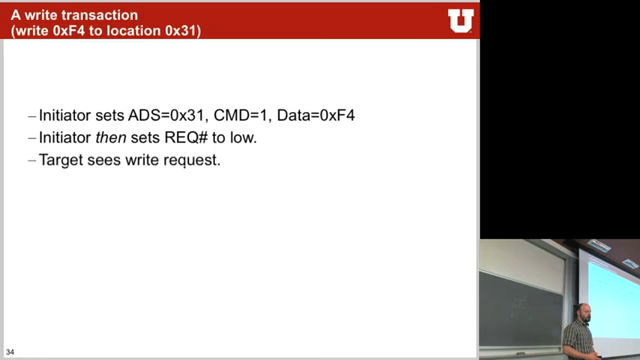 A write transaction
(write 0xF4 to location 0x31)
U
– Initiator sets ADS=0x31, CMD=1, Data=0xF4
– Initiator then sets REQ# to low.
– Target sees write request.
34